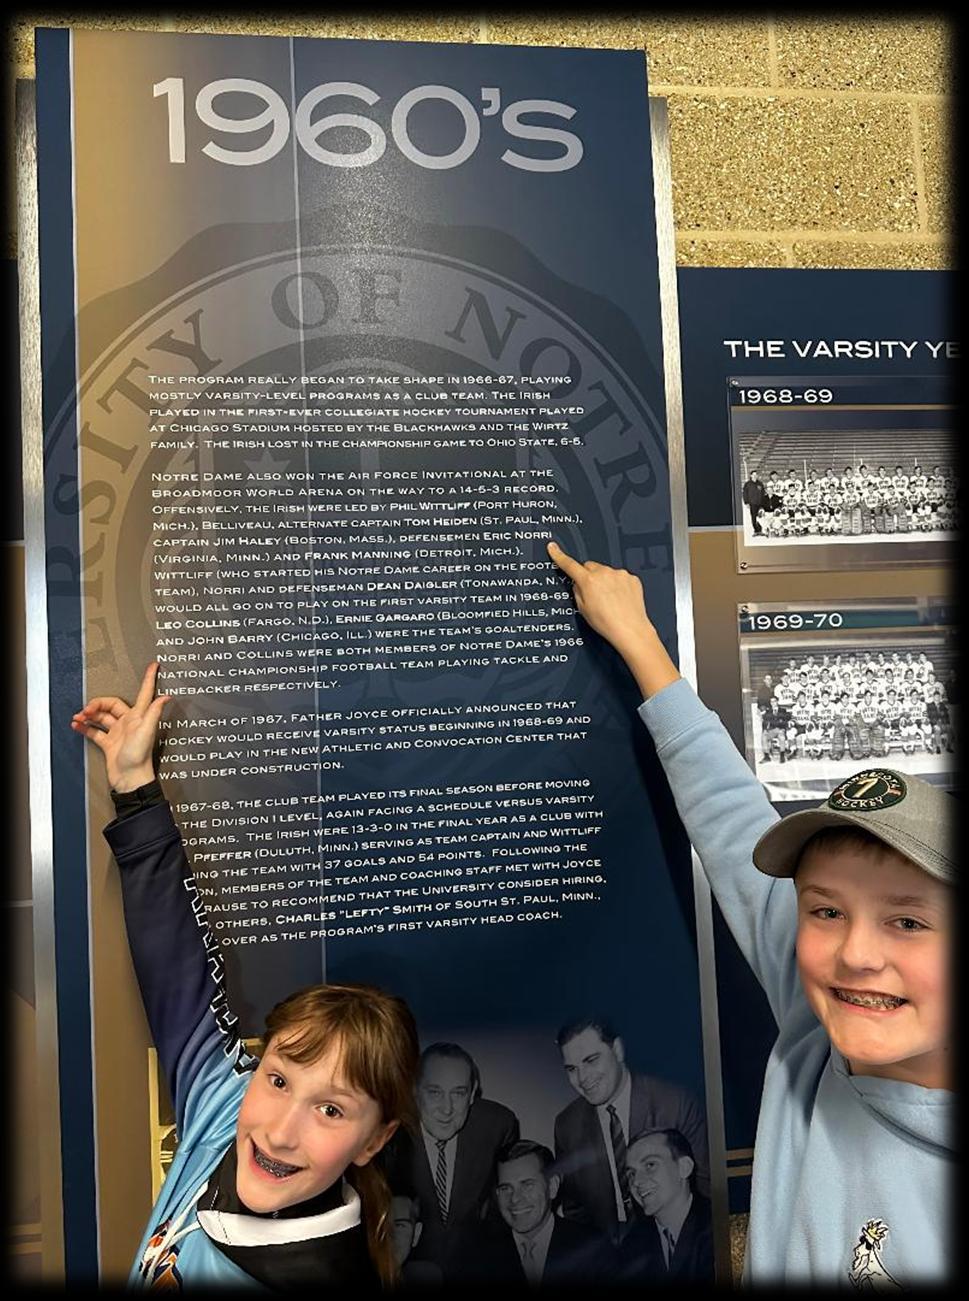 1960's
UNIVERSITY OF NOTRE
THE PROGRAM REALLY BEGAN TO TAKE SHAPE IN 1966-67, PLAYING
MOSTLY VARSITY-LEVEL PROGRAMS AS A CLUB TEAM. THE IRISH
PLAYED IN THE FIRST-EVER COLLEGIATE HOCKEY TOURNAMENT PLAYED
AT CHICAGO STADIUM HOSTED BY THE BLACKHAWKS AND THE WIRTZ
FAMILY. THE IRISH LOST IN THE CHAMPIONSHIP GAME TO OHIO STATE, 6-5.
NOTRE DAME ALSO WON THE AIR FORCE INVITATIONAL AT THE
BROADMOOR WORLD ARENA ON THE WAY TO A 14-5-3 RECORD.
OFFENSIVELY, THE IRISH WERE LED BY PHIL WITTLIFF (PORT HURON,
MICH.), BELLIVEAU, ALTERNATE CAPTAIN TOM HEIDEN (ST. PAUL, MINN.),
CAPTAIN JIM HALEY (BOSTON, MASS.), DEFENSEMEN ERIC NORRI
(VIRGINIA, MINN.) AND FRANK MANNING (DETROIT, MICH.).
WITTLIFF (WHO STARTED HIS NOTRE DAME CAREER ON THE FOOTB
TEAM), NORRI AND DEFENSEMAN DEAN DAIGLER (TONAWANDA, N.Y.)
WOULD ALL GO ON TO PLAY ON THE FIRST VARSITY TEAM IN 1968-69.
LEO COLLINS (FARGO, N.D.), ERNIE GARGARO (BLOOMFIED HILLS, MICH
AND JOHN BARRY (CHICAGO, ILL.) WERE THE TEAM'S GOALTENDERS.
NORRI AND COLLINS WERE BOTH MEMBERS OF NOTRE DAME'S 1966
NATIONAL CHAMPIONSHIP FOOTBALL TEAM PLAYING TACKLE AND
LINEBACKER RESPECTIVELY.
IN MARCH OF 1967, FATHER JOYCE OFFICIALLY ANNOUNCED THAT
HOCKEY WOULD RECEIVE VARSITY STATUS BEGINNING IN 1968-69 AND
WOULD PLAY IN THE NEW ATHLETIC AND CONVOCATION CENTER THAT
WAS UNDER CONSTRUCTION.
1967-68, THE CLUB TEAM PLAYED ITS FINAL SEASON BEFORE MOVING
THE DIVISION I LEVEL, AGAIN FACING A SCHEDULE VERSUS VARSITY
OGRAMS. THE IRISH WERE 13-3-0 IN THE FINAL YEAR AS A CLUB WITH
PFEFFER (DULUTH, MINN.) SERVING AS TEAM CAPTAIN AND WITTLIFF
ING THE TEAM WITH 37 GOALS AND 54 POINTS. FOLLOWING THE
ON, MEMBERS OF THE TEAM AND COACHING STAFF MET WITH JOYCE
RAUSE TO RECOMMEND THAT THE UNIVERSITY CONSIDER HIRING,
OTHERS, CHARLES "LEFTY" SMITH OF SOUTH ST. PAUL, MINN.,
OVER AS THE PROGRAM'S FIRST VARSITY HEAD COACH.
THE VARSITY YE
1968-69
1969-70
MINNESOTA
7
HOCKEY